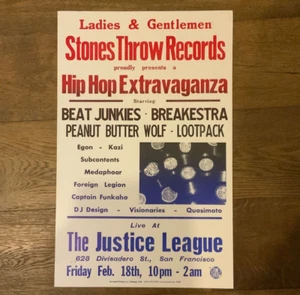 Ladies & Gentlemen
Stones Throw Records
proudly presents a
Hip Hop Extravaganza
Starring
BEAT JUNKIES - BREAKESTRA
PEANUT BUTTER WOLF - LOOTPACK
Egon - Kazi
Subcontents
Medaphoar
Foreign Legion
Captain Funkaho
DJ Design - Visionaries - Quasimoto
Live At
The Justice League
628 Divisadero St., San Francisco
Friday Feb. 18th, 10pm - 2am